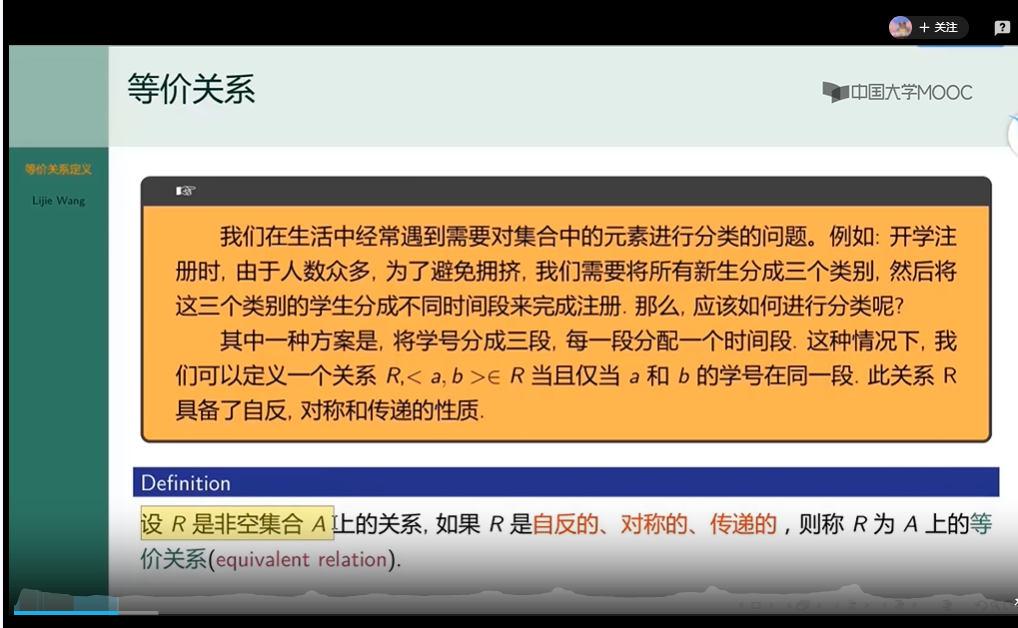 + 关注
等价关系
中国大学MOOC
等价关系定义
Lijie Wang
我们在生活中经常遇到需要对集合中的元素进行分类的问题。例如: 开学注
册时, 由于人数众多, 为了避免拥挤, 我们需要将所有新生分成三个类别, 然后将
这三个类别的学生分成不同时间段来完成注册. 那么, 应该如何进行分类呢?
其中一种方案是, 将学号分成三段, 每一段分配一个时间段. 这种情况下, 我
们可以定义一个关系 R,< a, b >∈ R 当且仅当 a 和 b 的学号在同一段. 此关系 R
具备了自反, 对称和传递的性质.
Definition
设 R 是非空集合 A 上的关系, 如果 R 是自反的、对称的、传递的 , 则称 R 为 A 上的等
价关系(equivalent relation).